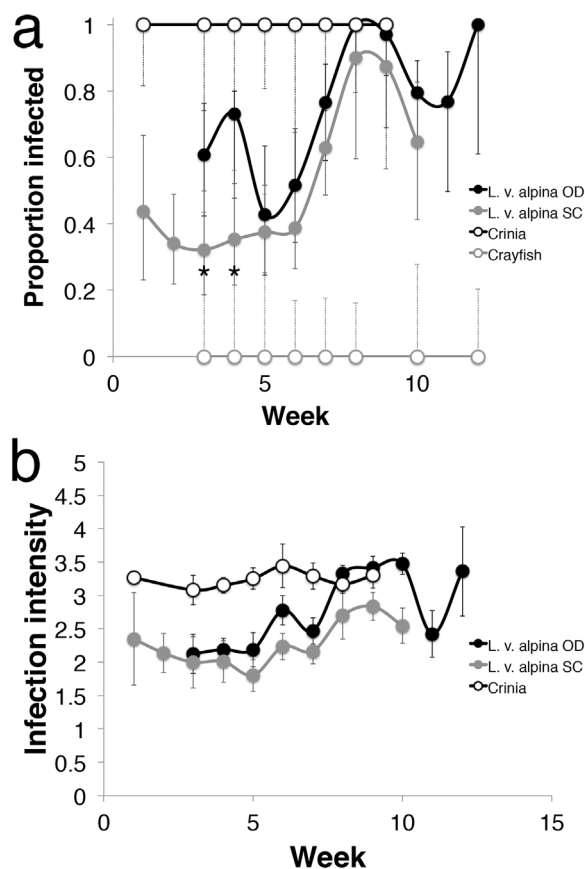 a
1
0.8
0.6
0.4
0.2
0
Proportion infected
* *
0 5 10
Week
L. v. alpina OD
L. v. alpina SC
Crinia
Crayfish
b
5
4.5
4
3.5
3
2.5
2
1.5
1
0.5
0
Infection intensity
0 5 10 15
Week
L. v. alpina OD
L. v. alpina SC
Crinia